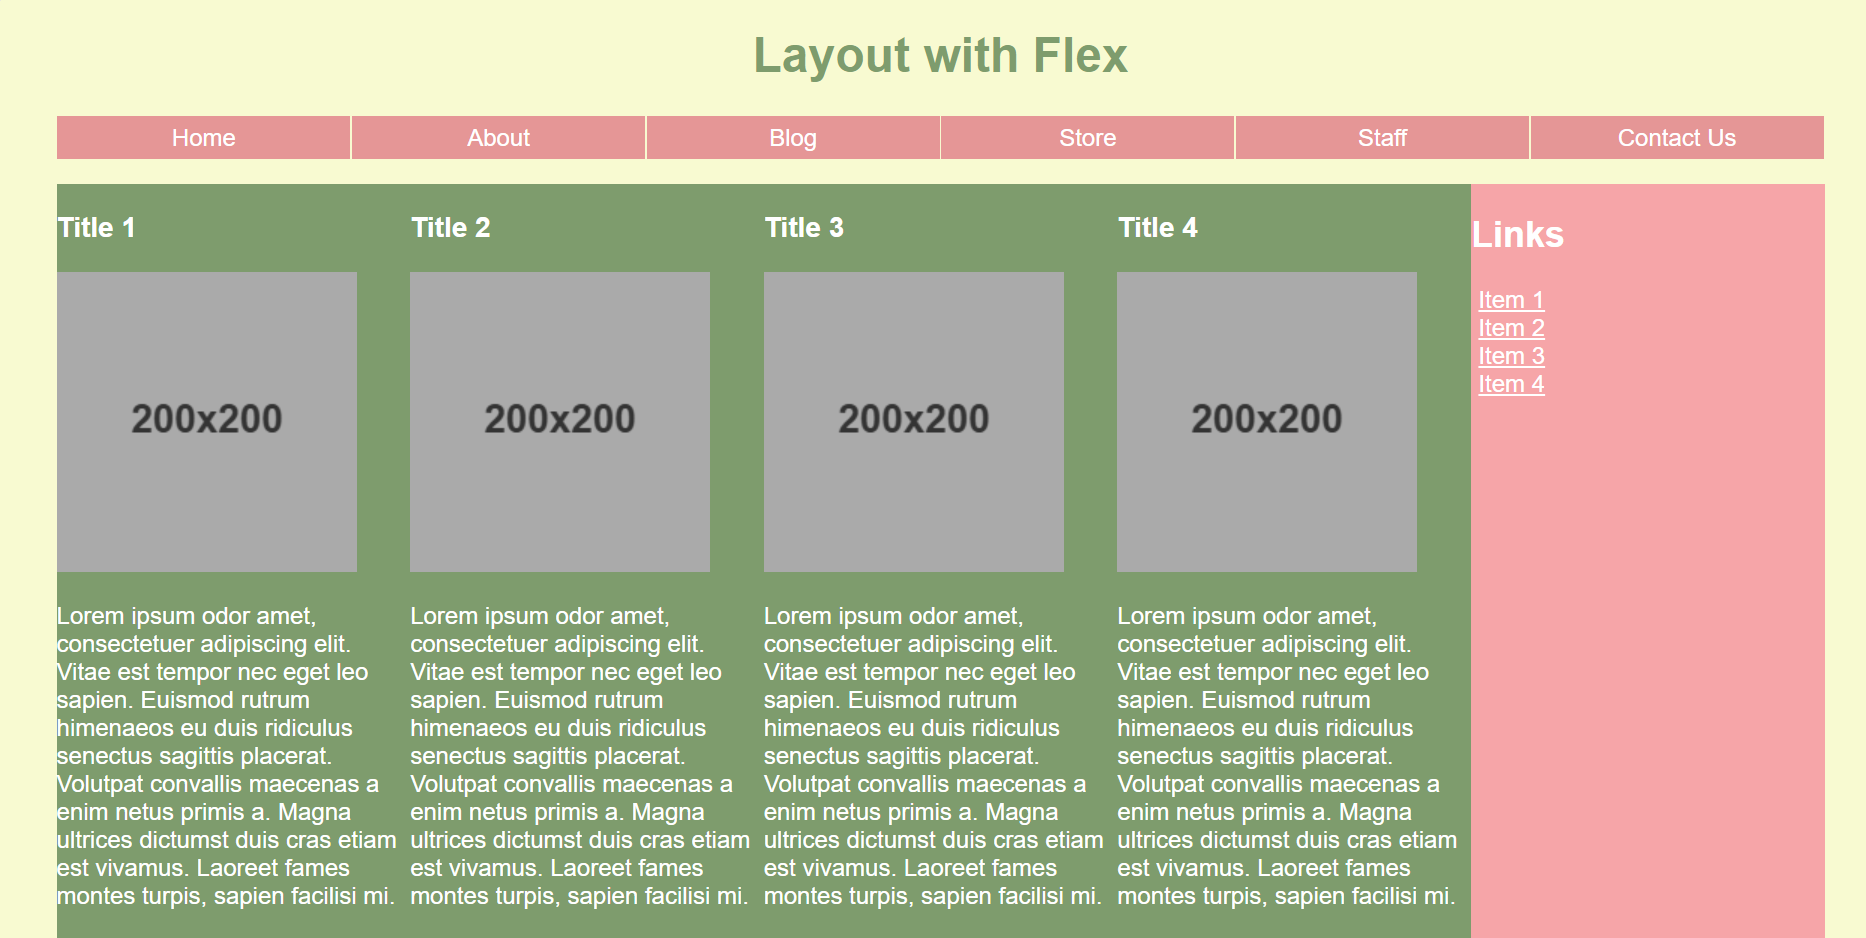 Layout with Flex
Home About Blog Store Staff Contact Us
Title 1
200x200
Lorem ipsum odor amet,
consectetuer adipiscing elit.
Vitae est tempor nec eget leo
sapien. Euismod rutrum
himenaeos eu duis ridiculus
senectus sagittis placerat.
Volutpat convallis maecenas a
enim netus primis a. Magna
ultrices dictumst duis cras etiam
est vivamus. Laoreet fames
montes turpis, sapien facilisi mi.
Title 2
200x200
Lorem ipsum odor amet,
consectetuer adipiscing elit.
Vitae est tempor nec eget leo
sapien. Euismod rutrum
himenaeos eu duis ridiculus
senectus sagittis placerat.
Volutpat convallis maecenas a
enim netus primis a. Magna
ultrices dictumst duis cras etiam
est vivamus. Laoreet fames
montes turpis, sapien facilisi mi.
Title 3
200x200
Lorem ipsum odor amet,
consectetuer adipiscing elit.
Vitae est tempor nec eget leo
sapien. Euismod rutrum
himenaeos eu duis ridiculus
senectus sagittis placerat.
Volutpat convallis maecenas a
enim netus primis a. Magna
ultrices dictumst duis cras etiam
est vivamus. Laoreet fames
montes turpis, sapien facilisi mi.
Title 4
200x200
Lorem ipsum odor amet,
consectetuer adipiscing elit.
Vitae est tempor nec eget leo
sapien. Euismod rutrum
himenaeos eu duis ridiculus
senectus sagittis placerat.
Volutpat convallis maecenas a
enim netus primis a. Magna
ultrices dictumst duis cras etiam
est vivamus. Laoreet fames
montes turpis, sapien facilisi mi.
Links
Item 1
Item 2
Item 3
Item 4